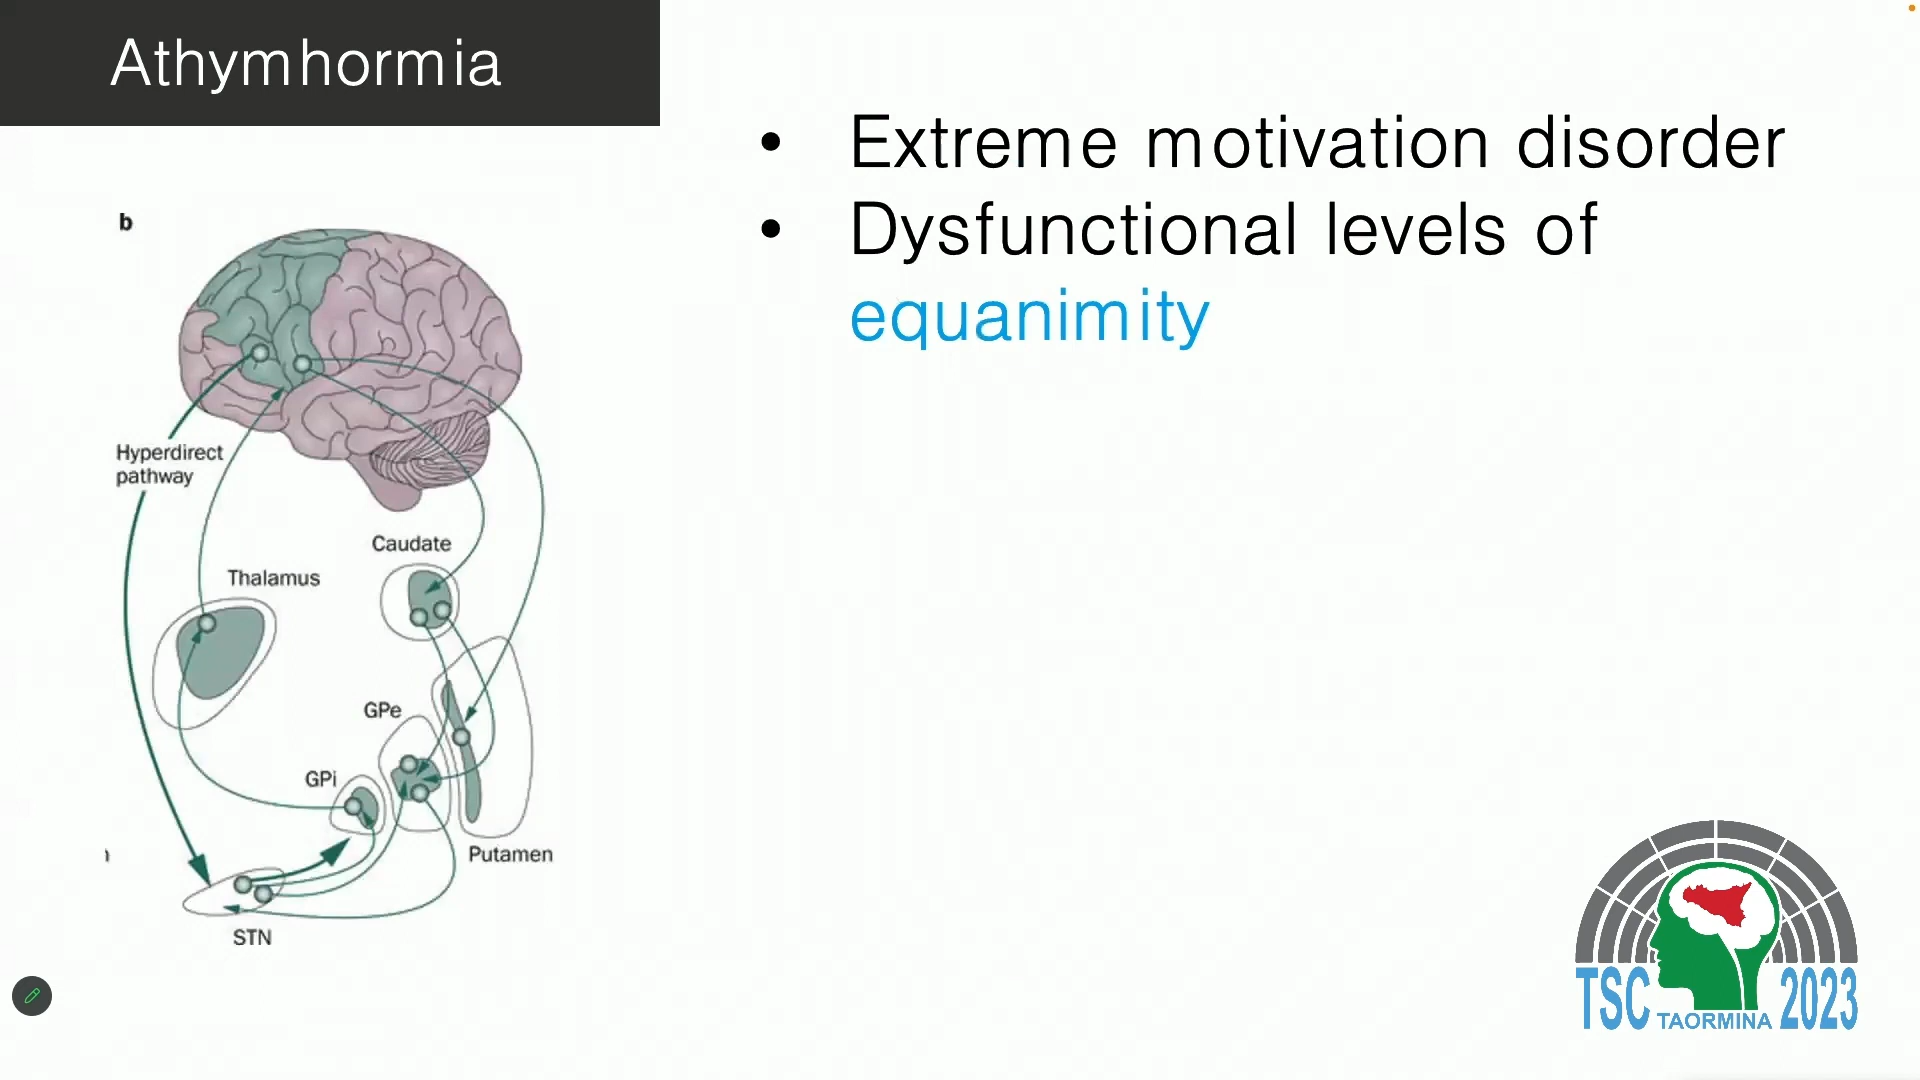 Athymhormia
• Extreme motivation disorder
• Dysfunctional levels of
equanimity
b
Hyperdirect
pathway
Caudate
Thalamus
GPe
GPi
Putamen
STN
TSC TAORMINA 2023